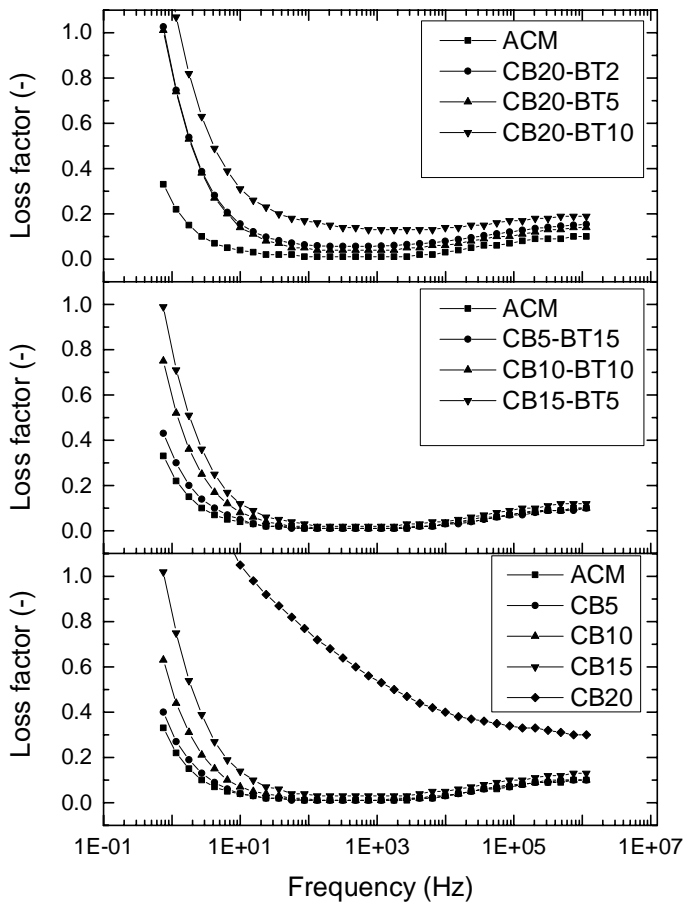 Loss factor (-)
1.0
0.8
0.6
0.4
0.2
0.0
ACM
CB20-BT2
CB20-BT5
CB20-BT10
Loss factor (-)
1.0
0.8
0.6
0.4
0.2
0.0
ACM
CB5-BT15
CB10-BT10
CB15-BT5
Loss factor (-)
1.0
0.8
0.6
0.4
0.2
0.0
ACM
CB5
CB10
CB15
CB20
1E-01 1E+01 1E+03 1E+05 1E+07
Frequency (Hz)